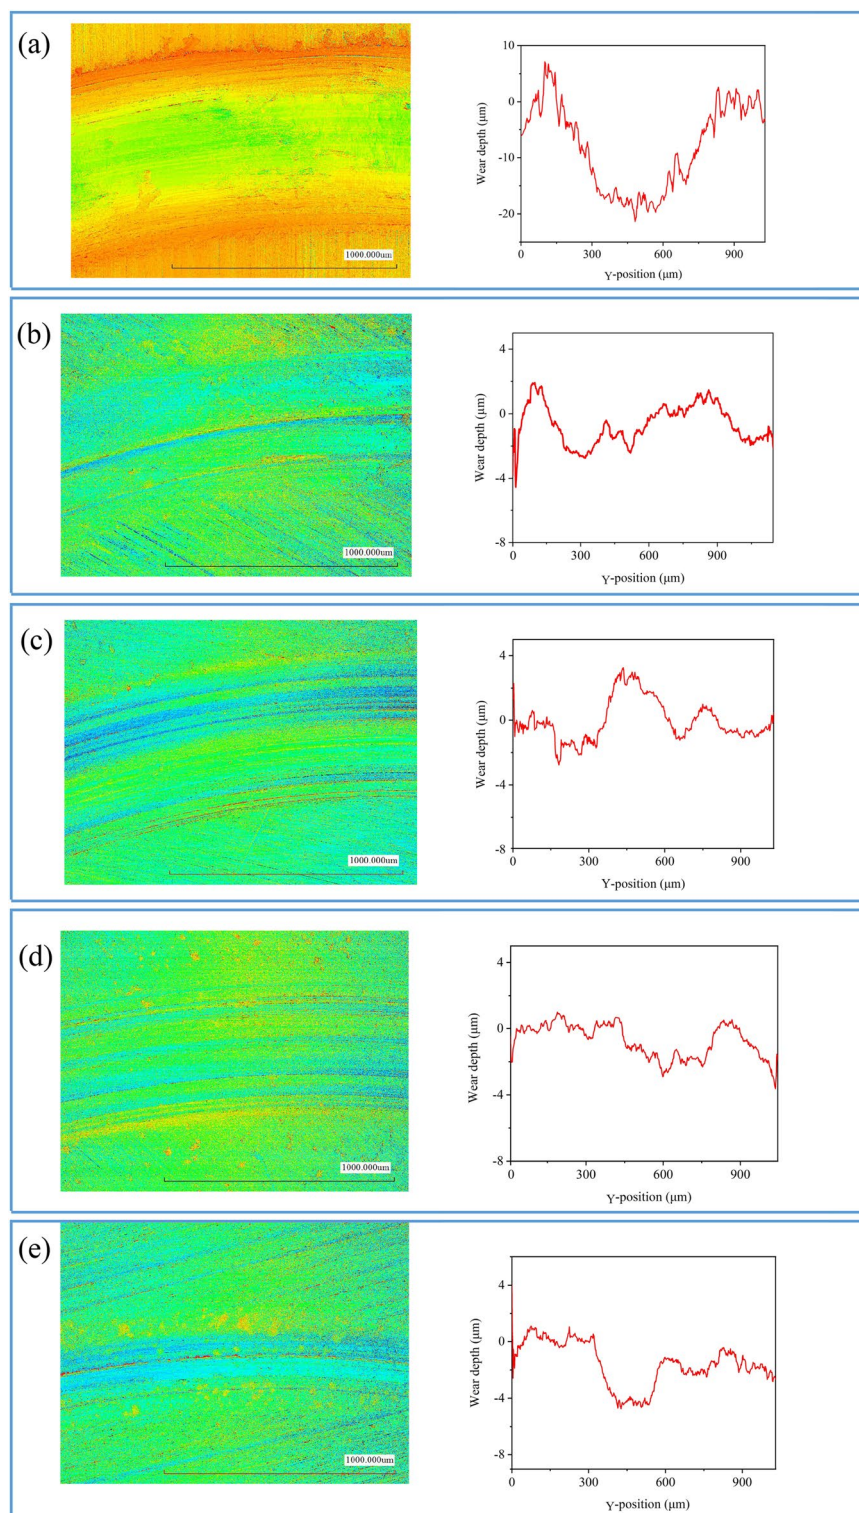 (a)
1000.000um
10
0
-10
-20
0 300 600 900
Wear depth (μm)
Y-position (μm)
(b)
1000.000um
4
0
-4
-8
0 300 600 900
Wear depth (μm)
Y-position (μm)
(c)
1000.000um
4
0
-4
-8
0 300 600 900
Wear depth (μm)
Y-position (μm)
(d)
1000.000um
4
0
-4
-8
0 300 600 900
Wear depth (μm)
Y-position (μm)
(e)
1000.000um
4
0
-4
-8
0 300 600 900
Wear depth (μm)
Y-position (μm)